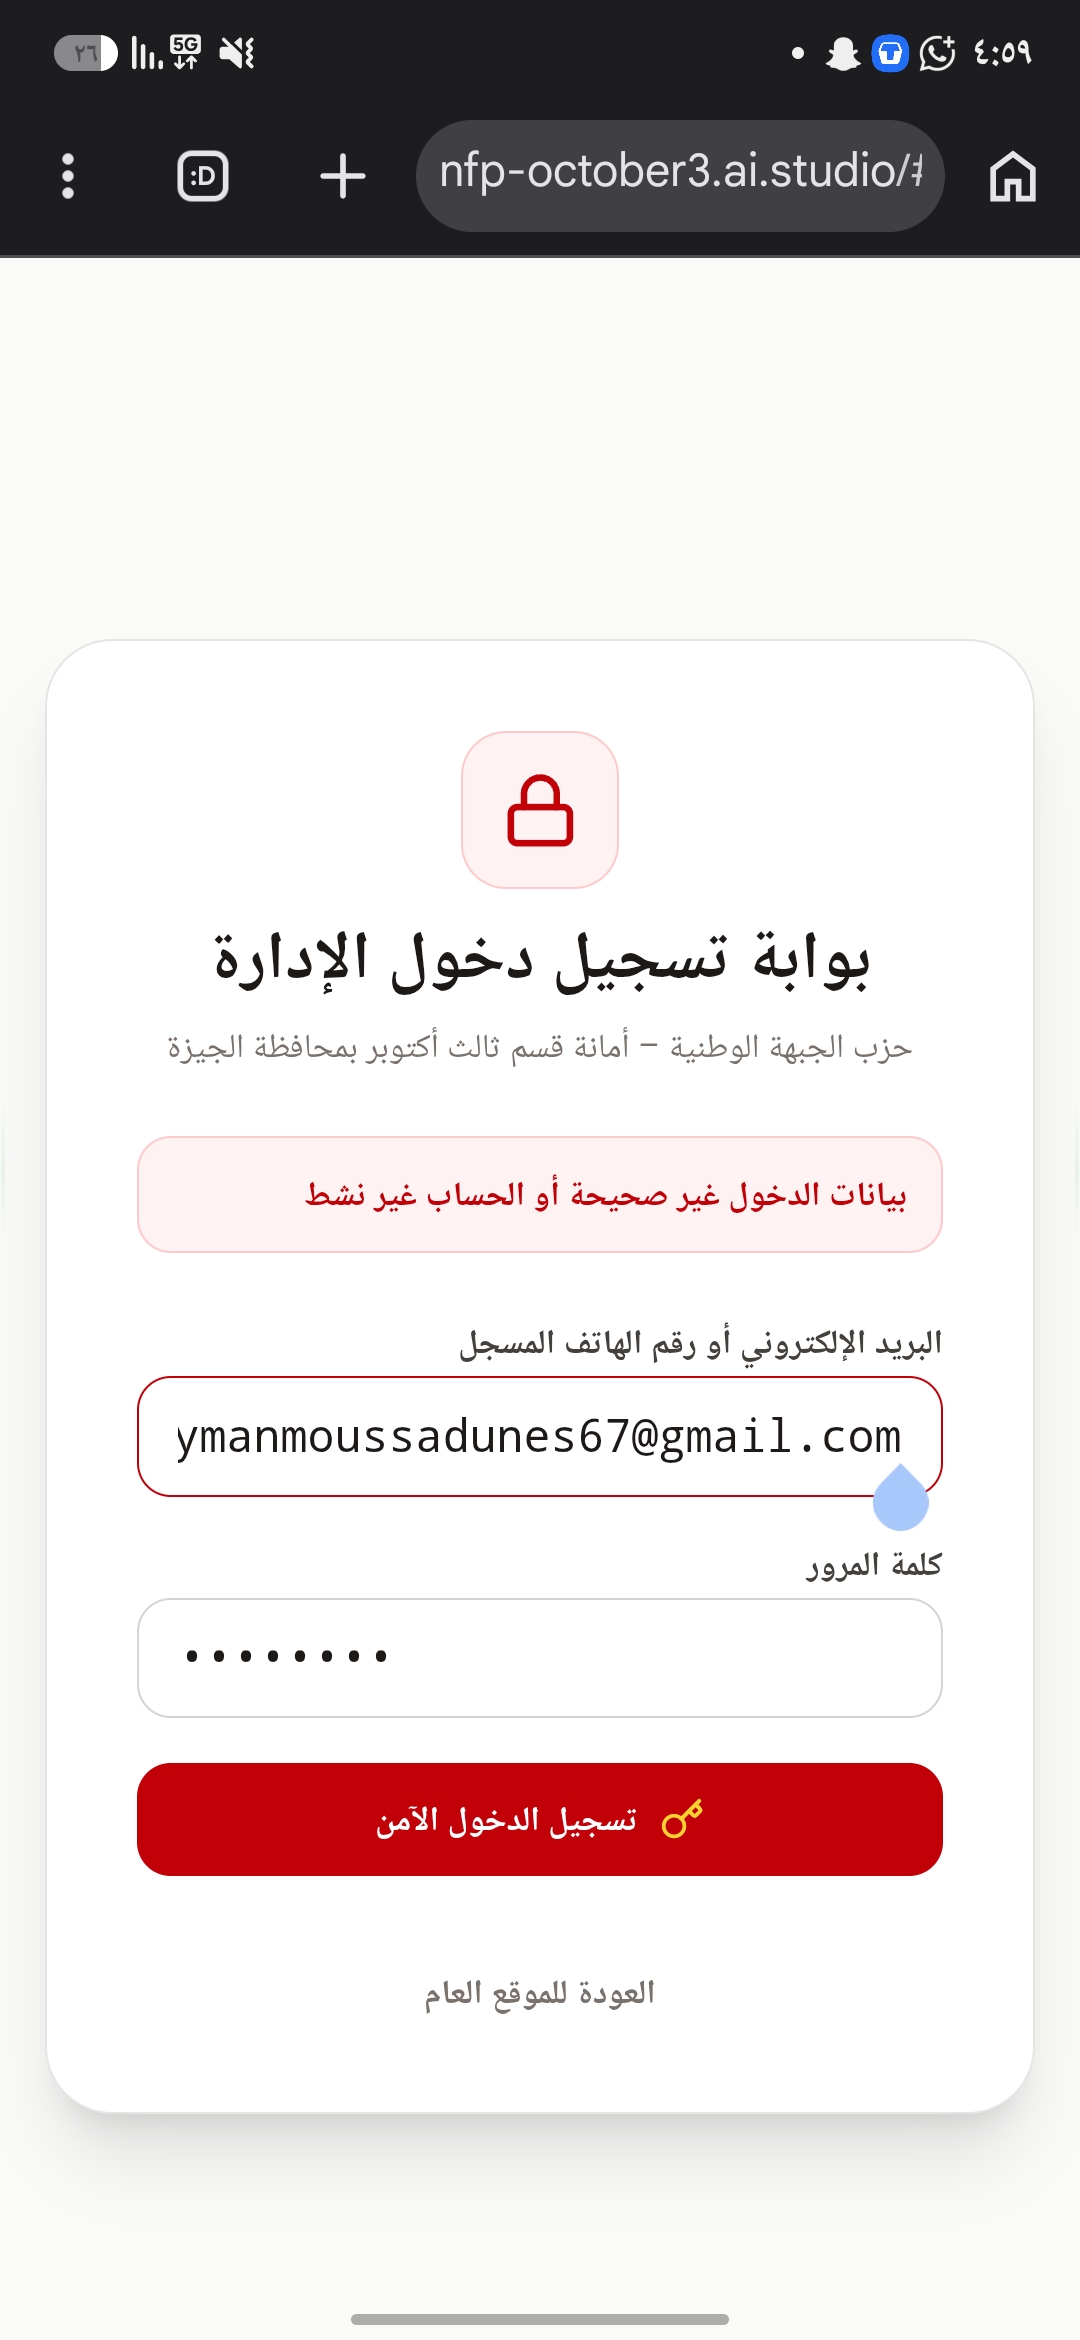 ٢٦
5G
٤:٥٩
:D
nfp-october3.ai.studio/#
بوابة تسجيل دخول الإدارة
حزب الجبهة الوطنية – أمانة قسم ثالث أكتوبر بمحافظة الجيزة
بيانات الدخول غير صحيحة أو الحساب غير نشط
البريد الإلكتروني أو رقم الهاتف المسجل
ymanmoussadunes67@gmail.com
كلمة المرور
••••••••
تسجيل الدخول الآمن
العودة للموقع العام